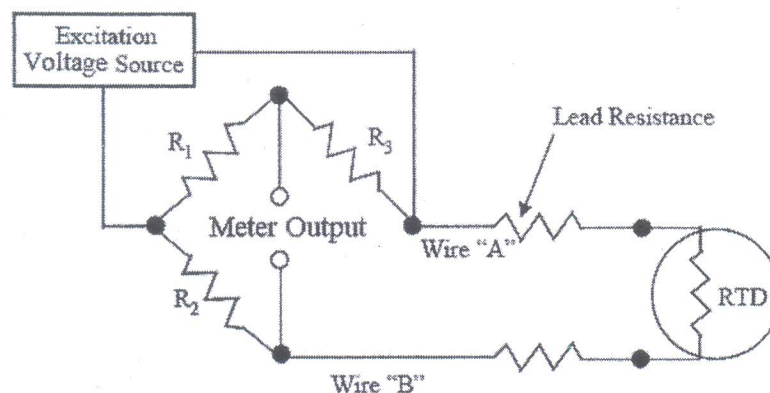 Excitation
Voltage Source
Lead Resistance
R₁
R₃
Meter Output
Wire "A"
R₂
RTD
Wire "B"